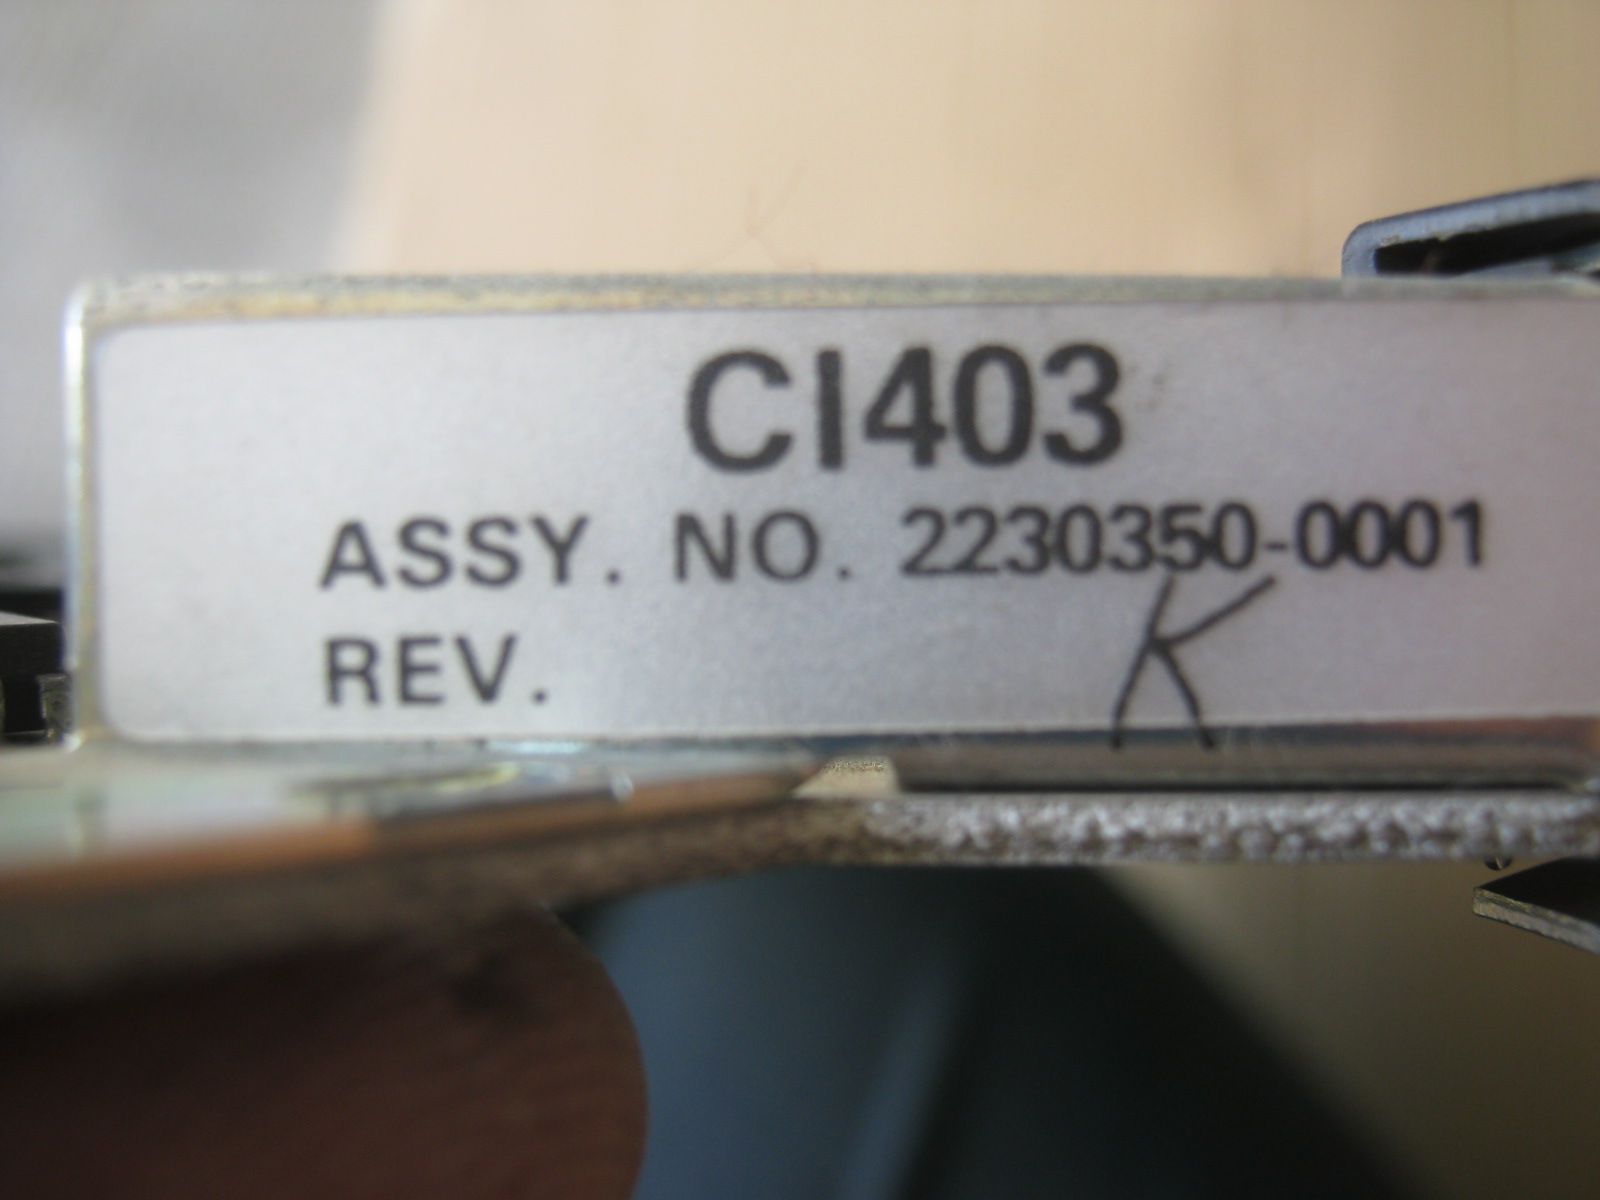 CI403
ASSY. NO. 2230350-0001
REV. K